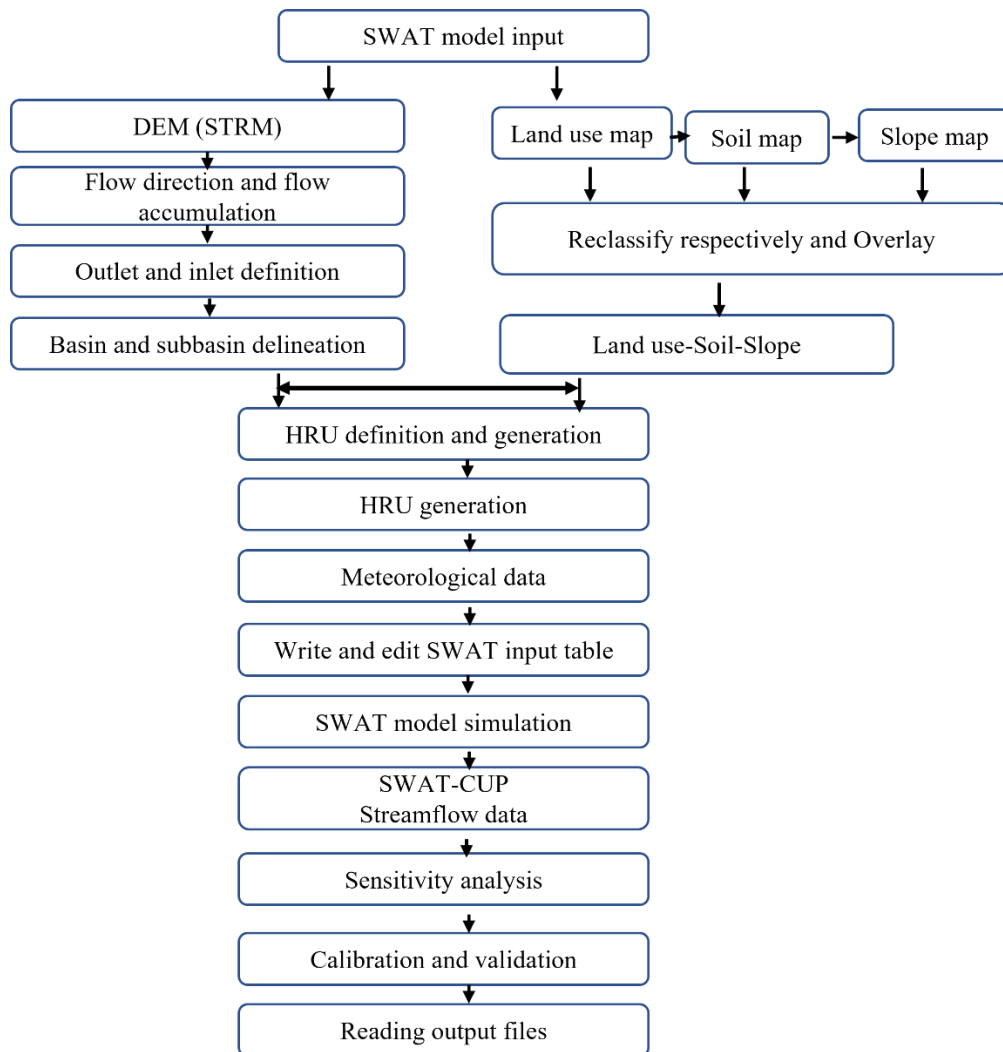 SWAT model input
DEM (STRM)
Flow direction and flow
accumulation
Outlet and inlet definition
Basin and subbasin delineation
Land use map
Soil map
Slope map
Reclassify respectively and Overlay
Land use-Soil-Slope
HRU definition and generation
HRU generation
Meteorological data
Write and edit SWAT input table
SWAT model simulation
SWAT-CUP
Streamflow data
Sensitivity analysis
Calibration and validation
Reading output files